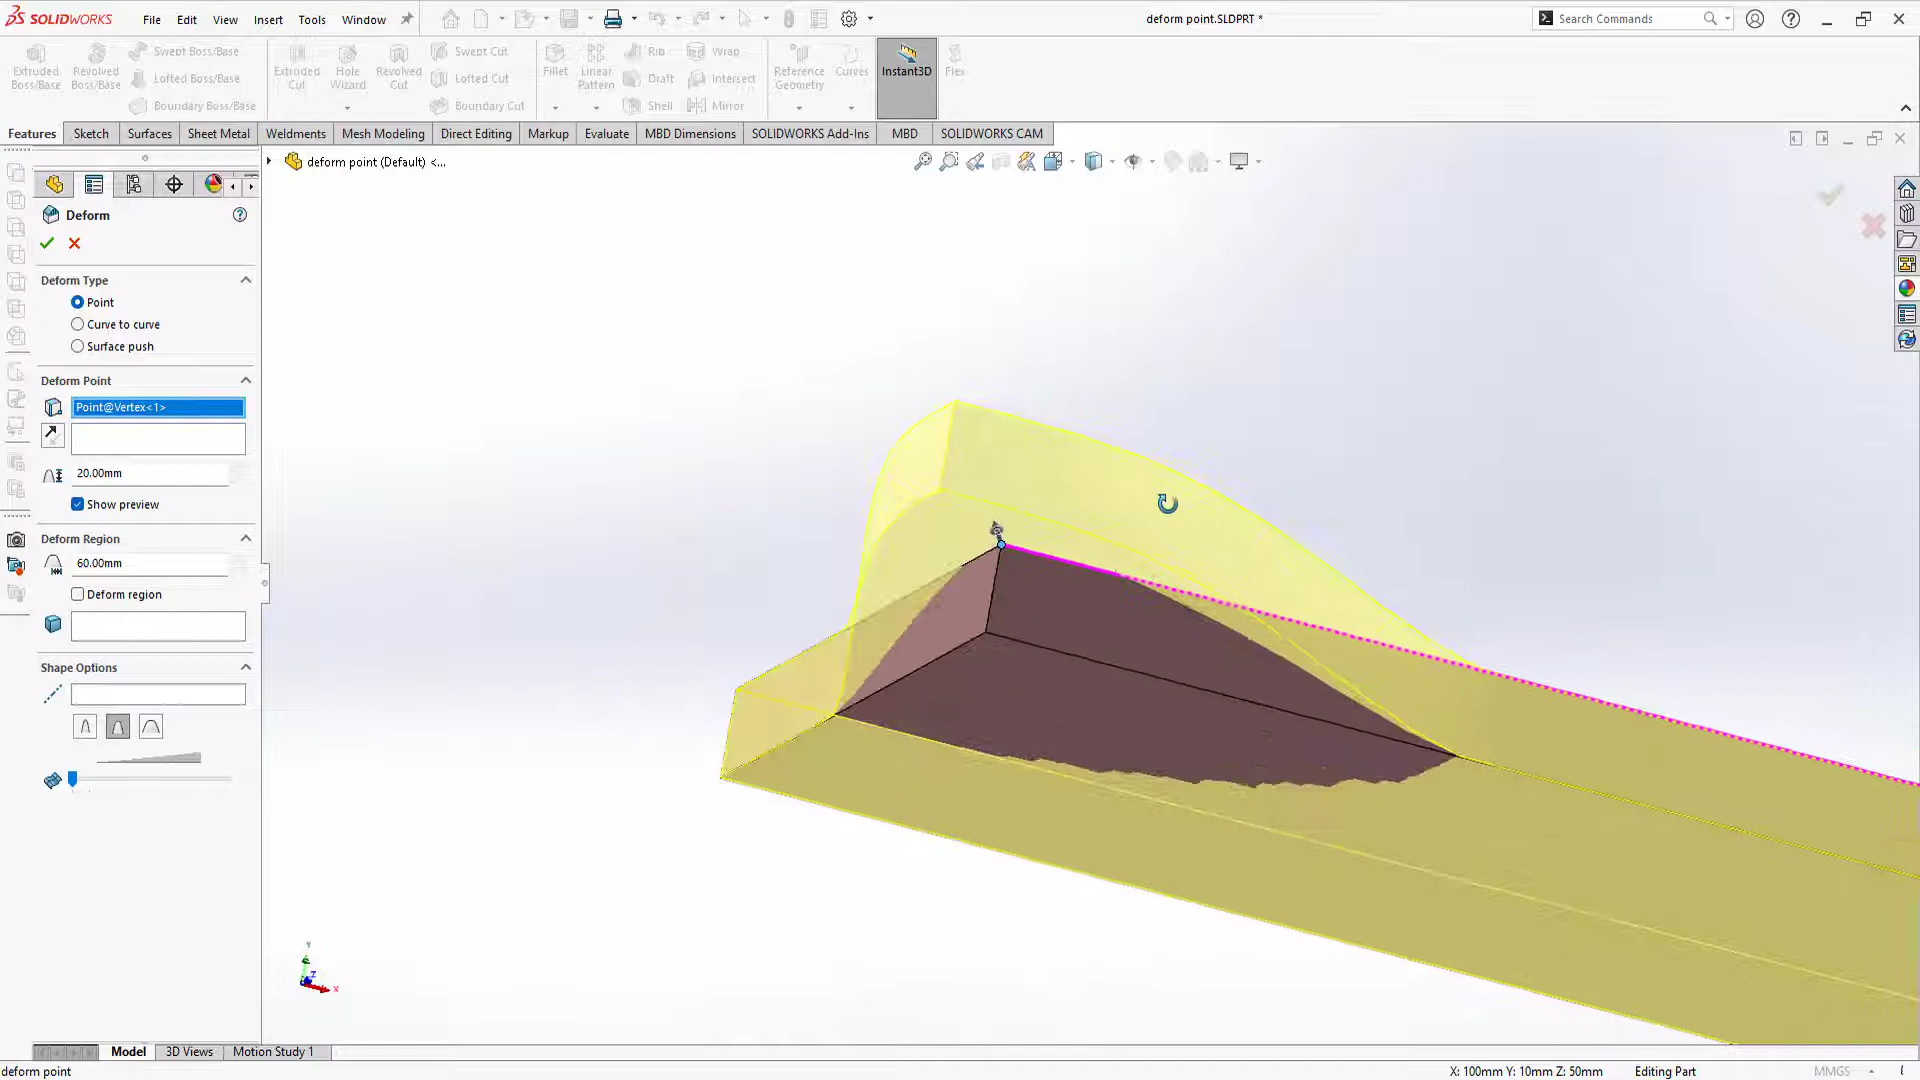 SOLIDWORKS
File Edit View Insert Tools Window
deform point.SLDPRT *
Search Commands
Extruded Boss/Base
Revolved Boss/Base
Swept Boss/Base
Lofted Boss/Base
Boundary Boss/Base
Extruded Cut
Hole Wizard
Revolved Cut
Swept Cut
Lofted Cut
Boundary Cut
Fillet
Linear Pattern
Rib
Draft
Shell
Wrap
Intersect
Mirror
Reference Geometry
Curves
Instant3D
Flex
Features Sketch Surfaces Sheet Metal Weldments Mesh Modeling Direct Editing Markup Evaluate MBD Dimensions SOLIDWORKS Add-Ins MBD SOLIDWORKS CAM
deform point (Default) <...
Deform
Deform Type
Point
Curve to curve
Surface push
Deform Point
Point@Vertex<1>
20.00mm
Show preview
Deform Region
60.00mm
Deform region
Shape Options
Y
Z
X
Model 3D Views Motion Study 1
deform point
X: 100mm Y: 10mm Z: 50mm
Editing Part
MMGS